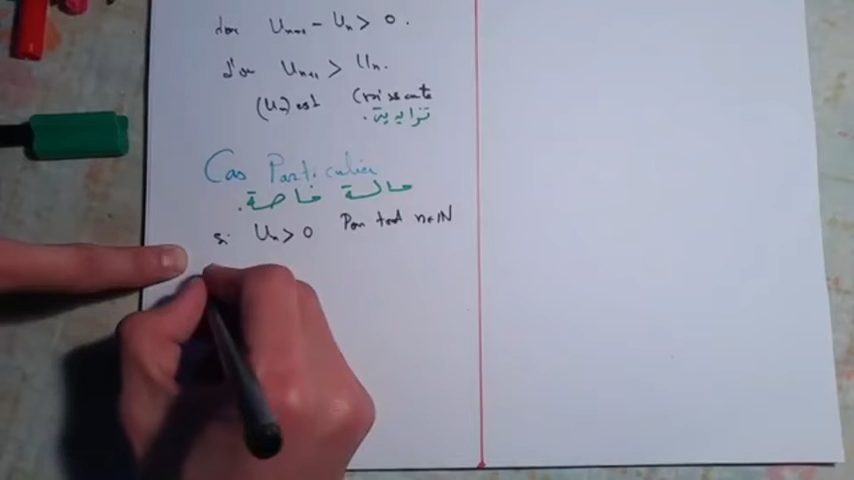 donc Uₙ₊₁ - Uₙ > 0.
d'où Uₙ₊₁ > Uₙ.
(Uₙ) est Croissante
تزايدية.
Cas Particulier
حالة خاصة.
si Uₙ > 0 Pour tout n∈ℕ